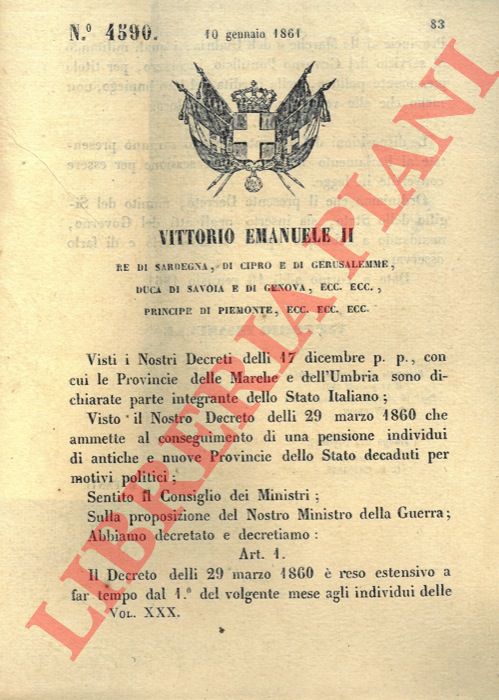 N.° 4590.
10 gennaio 1861
83
VITTORIO EMANUELE II
RE DI SARDEGNA, DI CIPRO E DI GERUSALEMME,
DUCA DI SAVOIA E DI GENOVA, ECC. ECC.,
PRINCIPE DI PIEMONTE, ECC. ECC. ECC.
Visti i Nostri Decreti delli 17 dicembre p. p., con
cui le Provincie delle Marche e dell'Umbria sono di-
chiarate parte integrante dello Stato Italiano;
Visto il Nostro Decreto delli 29 marzo 1860 che
ammette al conseguimento di una pensione individui
di antiche e nuove Provincie dello Stato decaduti per
motivi politici;
Sentito il Consiglio dei Ministri;
Sulla proposizione del Nostro Ministro della Guerra;
Abbiamo decretato e decretiamo:
Art. 1.
Il Decreto delli 29 marzo 1860 è reso estensivo a
far tempo dal 1.° del volgente mese agli individui delle
VOL. XXX.
LIBRERIA PIANI